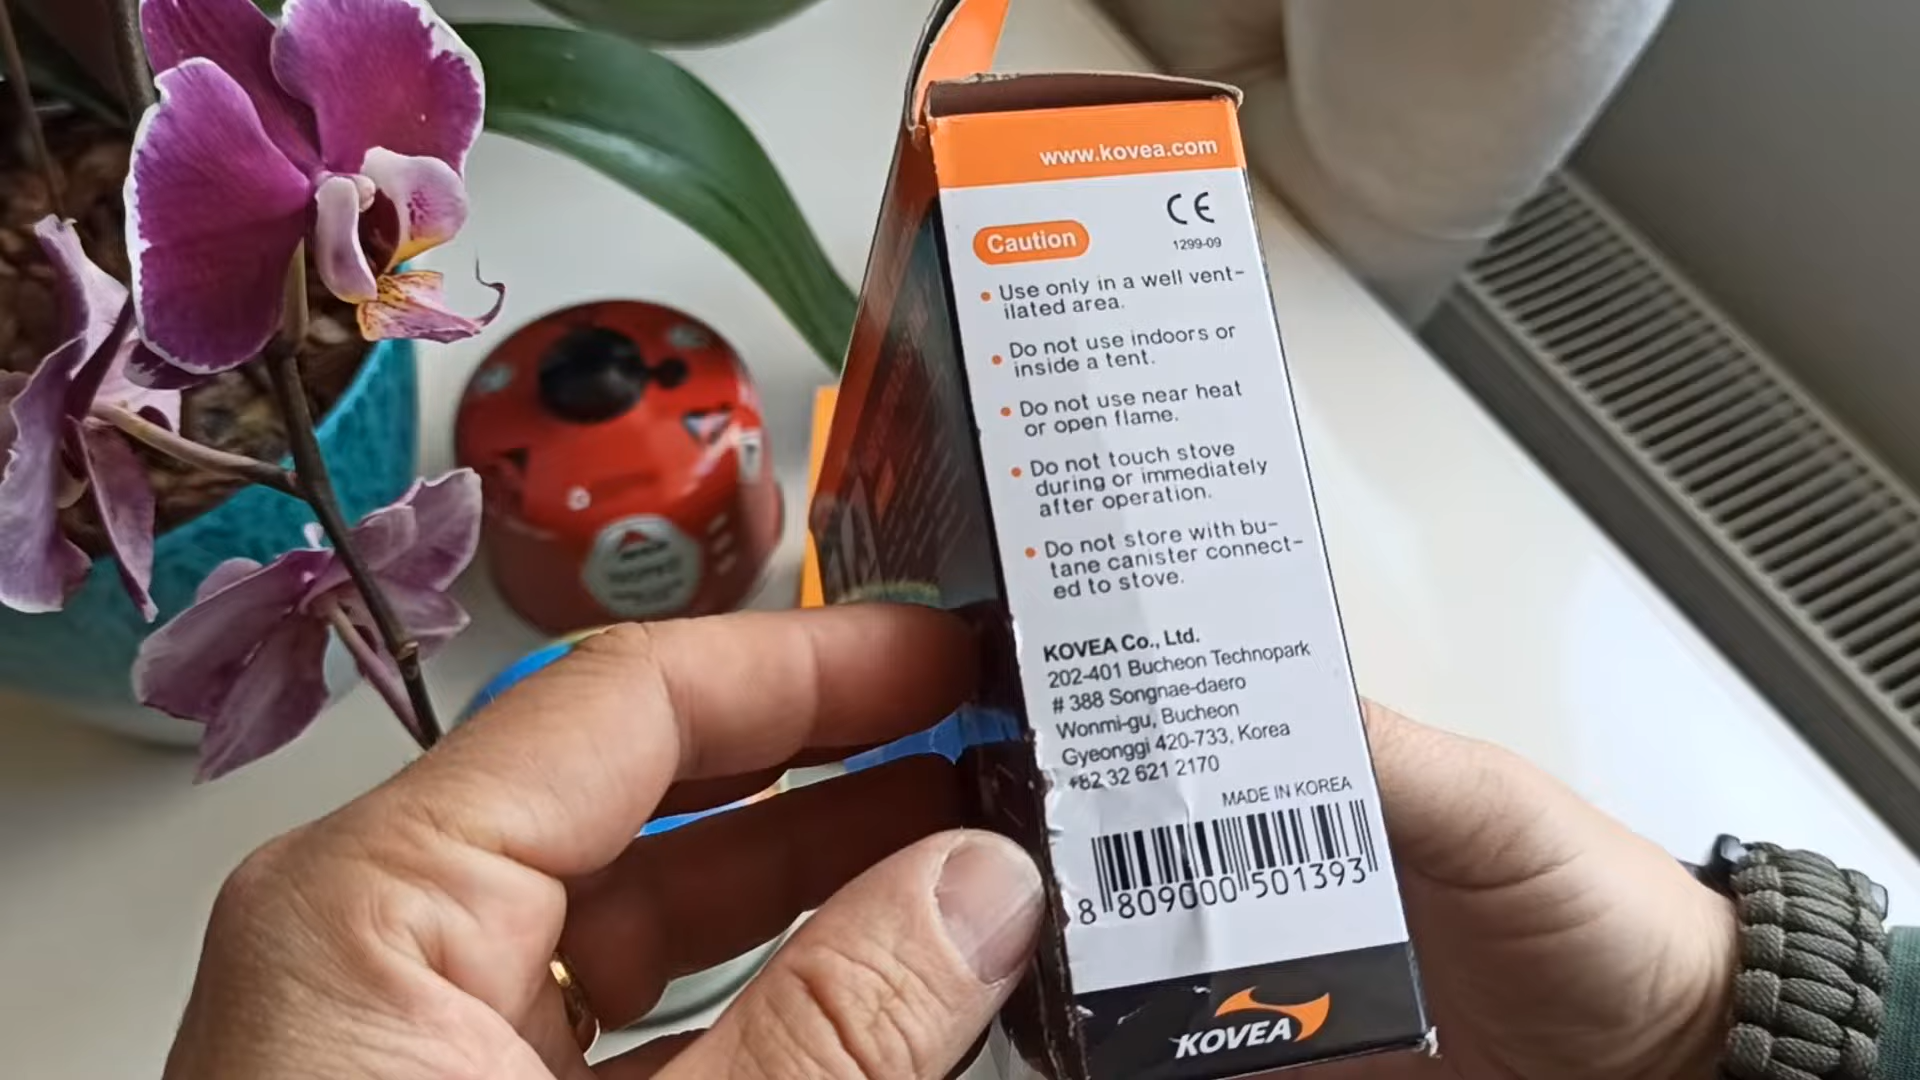 www.kovea.com
CE
1299-09
Caution
• Use only in a well vent-
ilated area.
• Do not use indoors or
inside a tent.
• Do not use near heat
or open flame.
• Do not touch stove
during or immediately
after operation.
• Do not store with bu-
tane canister connect-
ed to stove.
KOVEA Co., Ltd.
202-401 Bucheon Technopark
# 388 Songnae-daero
Wonmi-gu, Bucheon
Gyeonggi 420-733, Korea
+82 32 621 2170
MADE IN KOREA
8 809000 501393
KOVEA